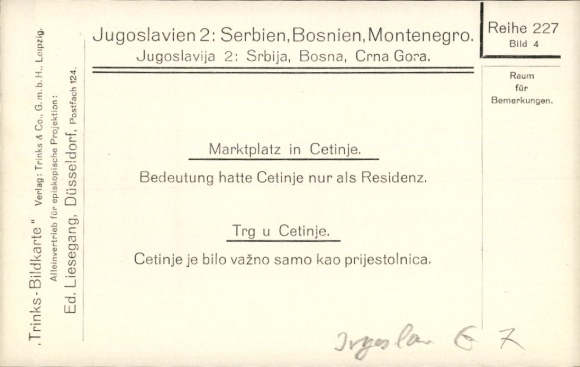 Jugoslavien 2: Serbien, Bosnien, Montenegro.
Jugoslavija 2: Srbija, Bosna, Crna Gora.
Reihe 227
Bild 4
Raum
für
Bemerkungen.
„Trinks-Bildkarte“ Verlag: Trinks & Co., G.m.b.H., Leipzig.
Alleinvertrieb für episkopische Projektion:
Ed. Liesegang, Düsseldorf, Postfach 124.
Marktplatz in Cetinje.
Bedeutung hatte Cetinje nur als Residenz.
Trg u Cetinje.
Cetinje je bilo važno samo kao prijestolnica.